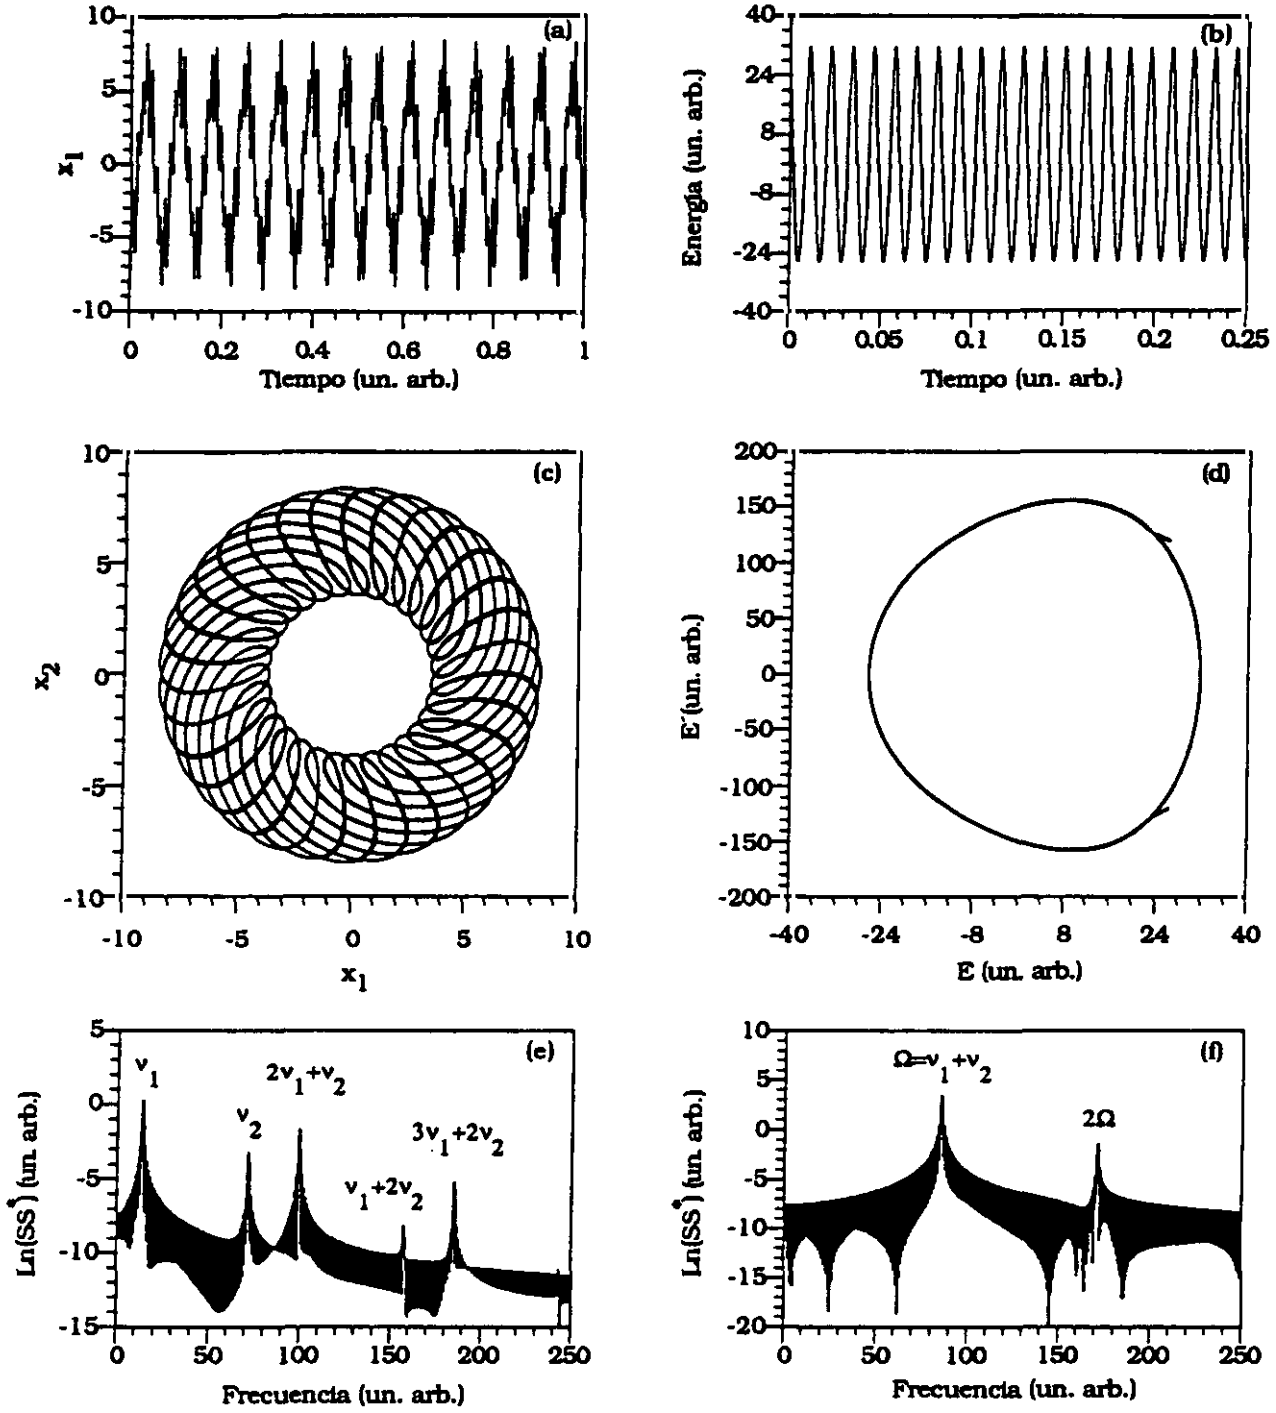 (a)
10
5
0
-5
-10
x1
0 0.2 0.4 0.6 0.8 1
Tiempo (un. arb.)
(b)
40
24
8
-8
-24
-40
Energía (un. arb.)
0 0.05 0.1 0.15 0.2 0.25
Tiempo (un. arb.)
(c)
10
5
0
-5
-10
x2
-10 -5 0 5 10
x1
(d)
200
150
100
50
0
-50
-100
-150
-200
E´(un. arb.)
-40 -24 -8 8 24 40
E (un. arb.)
(e)
5
0
-5
-10
-15
Ln(SS*) (un. arb.)
ν1
ν2
2ν1+ν2
ν1+2ν2
3ν1+2ν2
0 50 100 150 200 250
Frecuencia (un. arb.)
(f)
10
5
0
-5
-10
-15
-20
Ln(SS*) (un. arb.)
Ω=ν1+ν2
2Ω
0 50 100 150 200 250
Frecuencia (un. arb.)